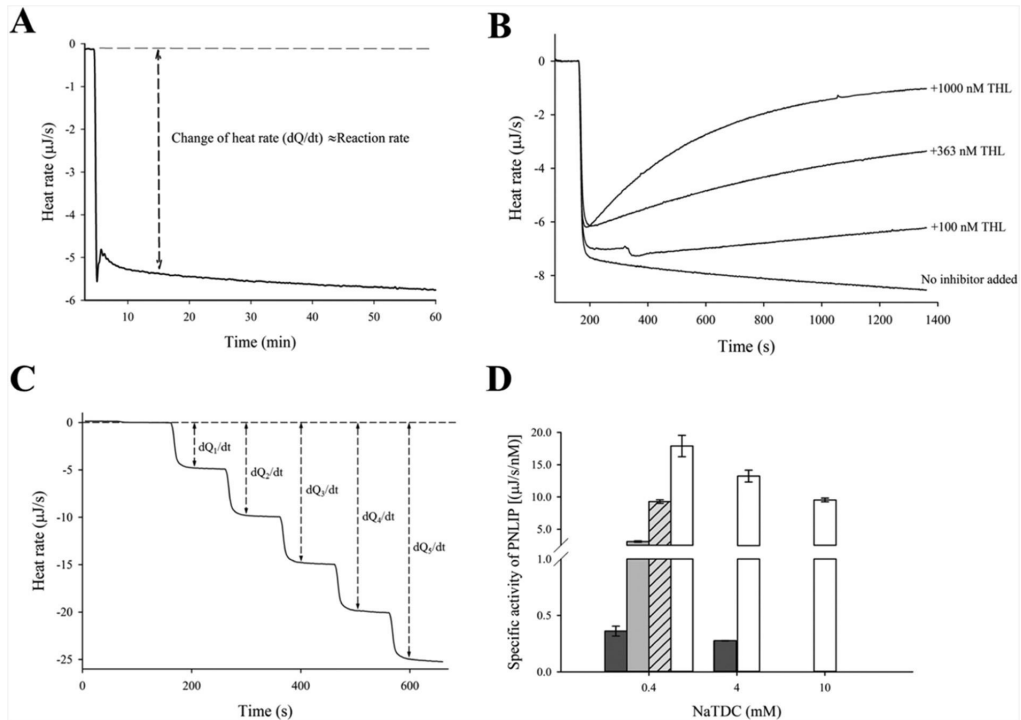 A
Heat rate (µJ/s)
0
-1
-2
-3
-4
-5
-6
Change of heat rate (dQ/dt) ≈Reaction rate
10 20 30 40 50 60
Time (min)
B
Heat rate (µJ/s)
0
-2
-4
-6
-8
+1000 nM THL
+363 nM THL
+100 nM THL
No inhibitor added
200 400 600 800 1000 1200 1400
Time (s)
C
Heat rate (µJ/s)
0
-5
-10
-15
-20
-25
dQ₁/dt
dQ₂/dt
dQ₃/dt
dQ₄/dt
dQ₅/dt
0 200 400 600
Time (s)
D
Specific activity of PNLIP [(µJ/s/nM)]
20.0
15.0
10.0
5.0
1.0
0.5
0.0
0.4 4 10
NaTDC (mM)